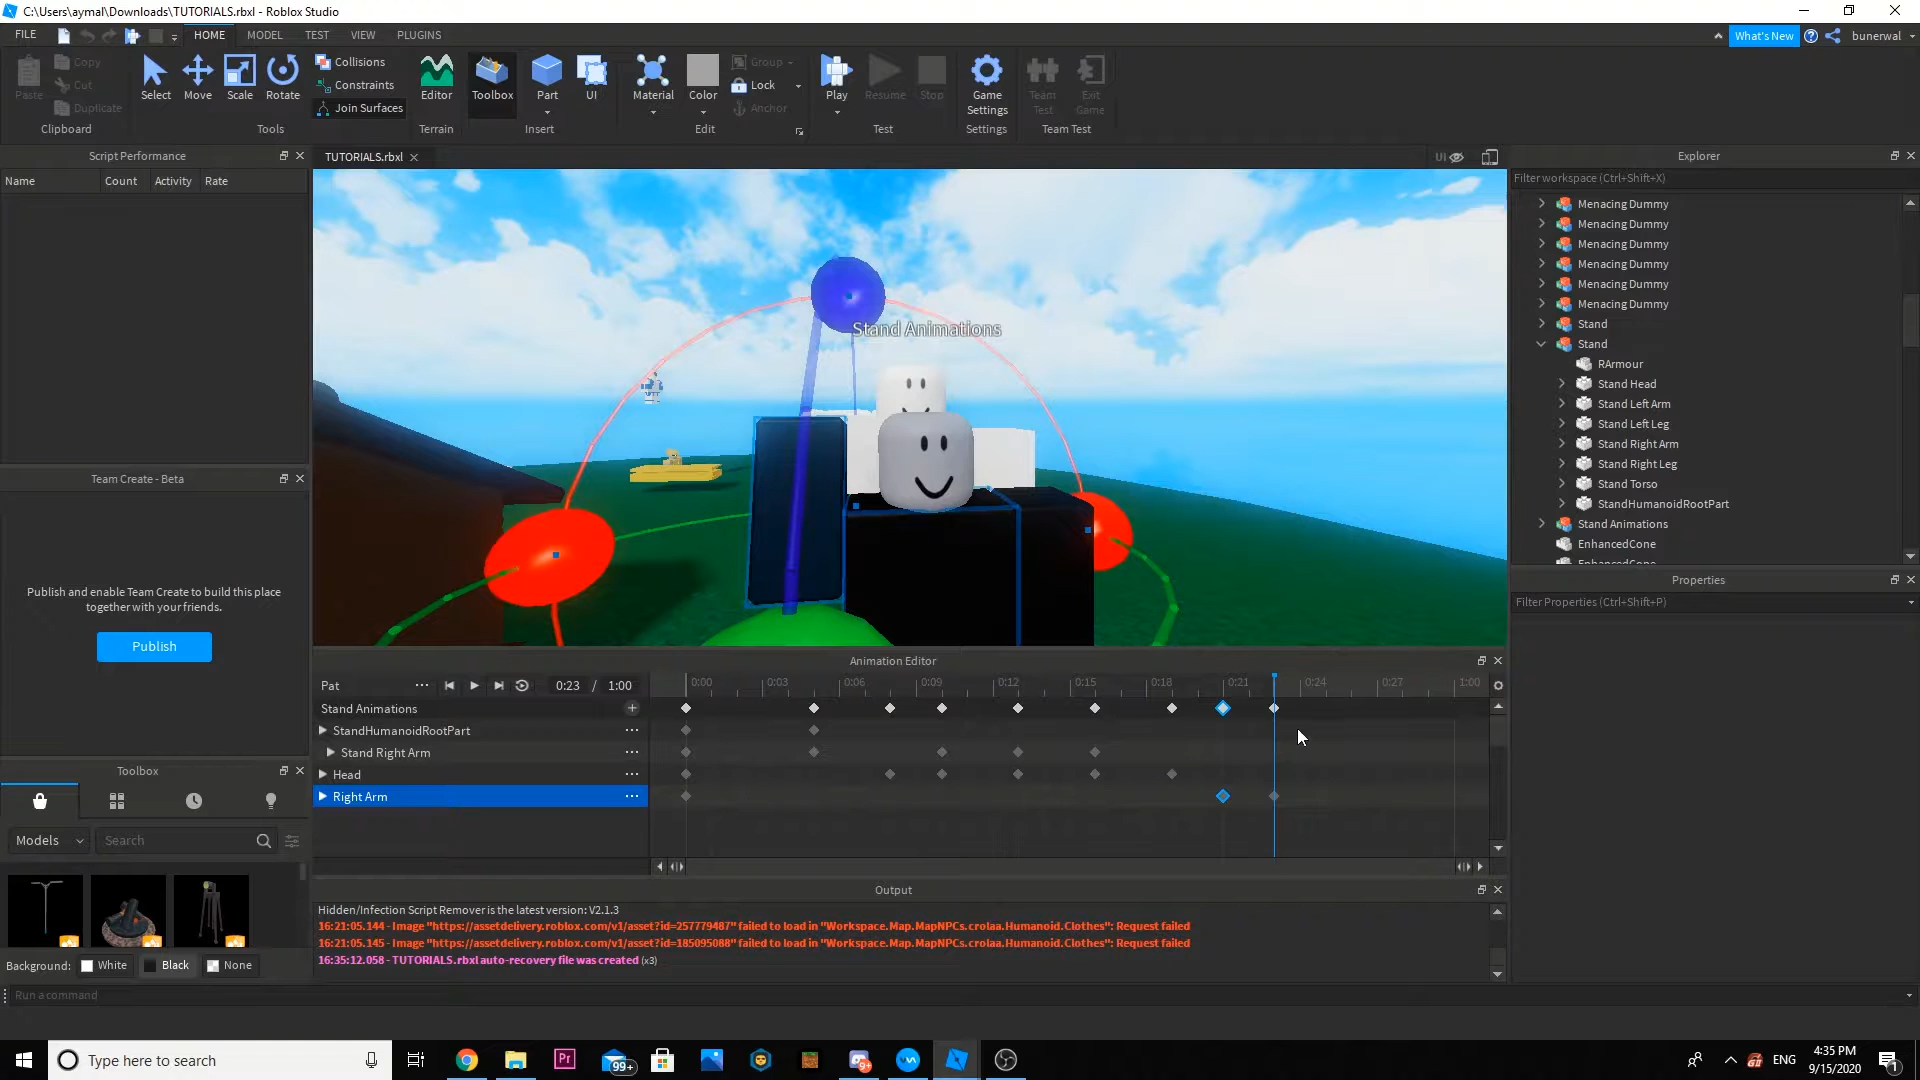 C:\Users\aymal\Downloads\TUTORIALS.rbxl - Roblox Studio
FILE
HOME
MODEL
TEST
VIEW
PLUGINS
What's New
bunerwal
Paste
Copy
Cut
Duplicate
Clipboard
Select
Move
Scale
Rotate
Collisions
Constraints
Join Surfaces
Tools
Editor
Terrain
Toolbox
Part
UI
Insert
Material
Color
Group
Lock
Anchor
Edit
Play
Resume
Stop
Test
Game
Settings
Settings
Team
Test
Exit
Game
Team Test
Script Performance
Name
Count
Activity
Rate
TUTORIALS.rbxl
UI
Stand Animations
Explorer
Filter workspace (Ctrl+Shift+X)
Menacing Dummy
Menacing Dummy
Menacing Dummy
Menacing Dummy
Menacing Dummy
Menacing Dummy
Stand
Stand
RArmour
Stand Head
Stand Left Arm
Stand Left Leg
Stand Right Arm
Stand Right Leg
Stand Torso
StandHumanoidRootPart
Stand Animations
EnhancedCone
EnhancedCone
Properties
Filter Properties (Ctrl+Shift+P)
Team Create - Beta
Publish and enable Team Create to build this place
together with your friends.
Publish
Animation Editor
Pat
0:23 / 1:00
0:00
0:03
0:06
0:09
0:12
0:15
0:18
0:21
0:24
0:27
1:00
Stand Animations
StandHumanoidRootPart
Stand Right Arm
Head
Right Arm
Toolbox
Models
Search
Background:
White
Black
None
Output
Hidden/Infection Script Remover is the latest version: V2.1.3
16:21:05.144 - Image "https://assetdelivery.roblox.com/v1/asset?id=257779487" failed to load in "Workspace.Map.MapNPCs.crolaa.Humanoid.Clothes": Request failed
16:21:05.145 - Image "https://assetdelivery.roblox.com/v1/asset?id=185095088" failed to load in "Workspace.Map.MapNPCs.crolaa.Humanoid.Clothes": Request failed
16:35:12.058 - TUTORIALS.rbxl auto-recovery file was created (x3)
Run a command
Type here to search
Pr
99+
ENG
4:35 PM
9/15/2020
1